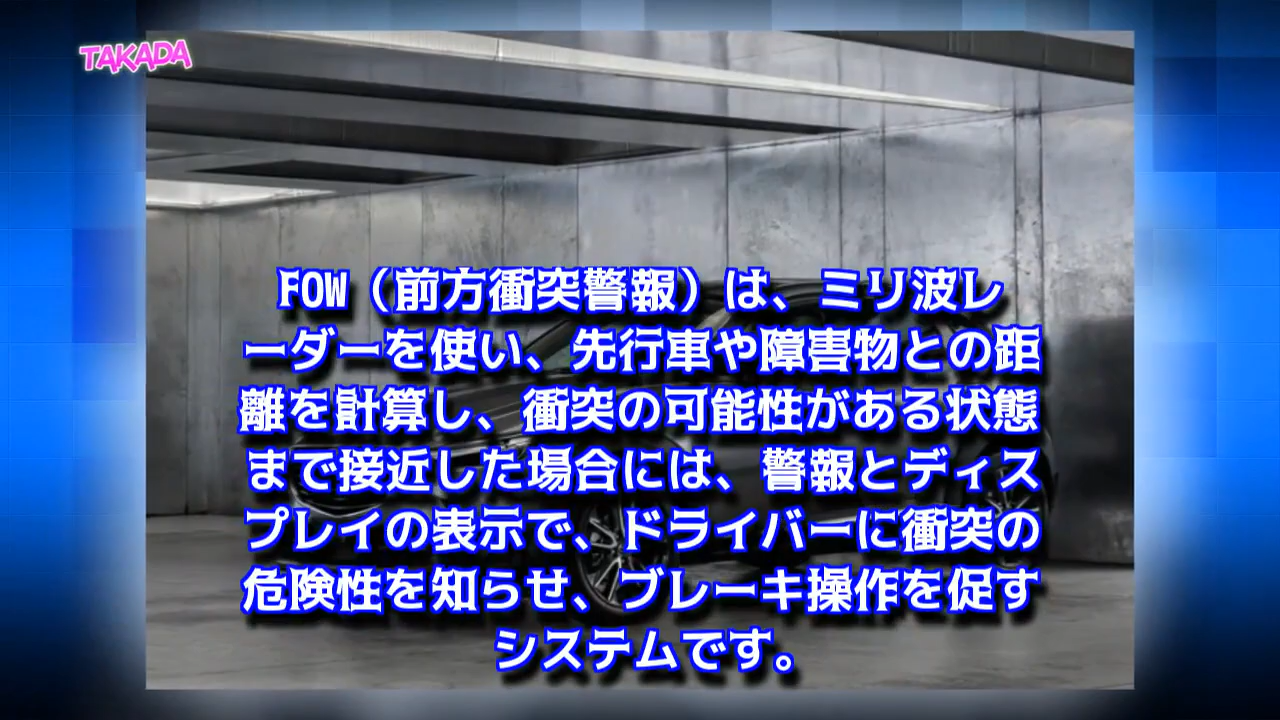 TAKADA
FOW（前方衝突警報）は、ミリ波レ
ーダーを使い、先行車や障害物との距
離を計算し、衝突の可能性がある状態
まで接近した場合には、警報とディス
プレイの表示で、ドライバーに衝突の
危険性を知らせ、ブレーキ操作を促す
システムです。